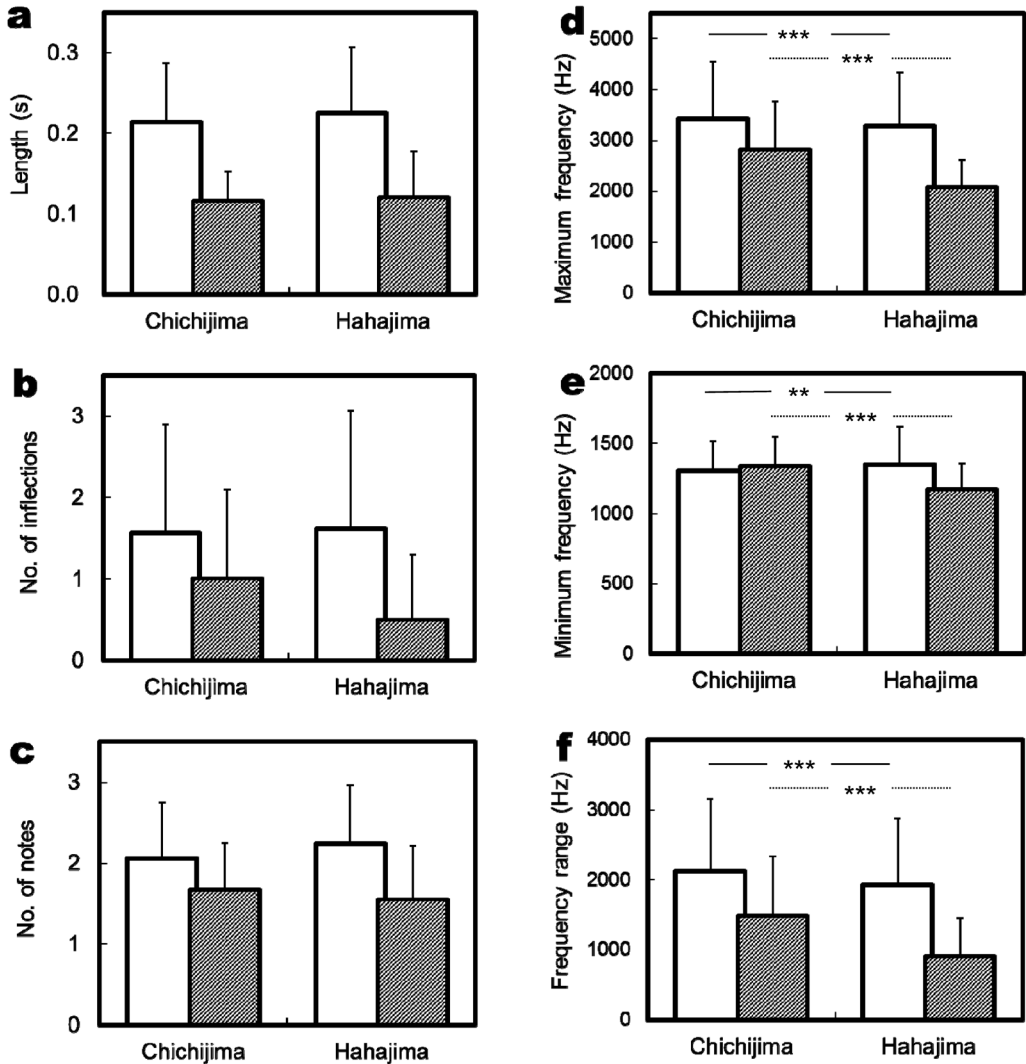 a
Length (s)
0.3
0.2
0.1
0.0
Chichijima Hahajima
b
No. of inflections
3
2
1
0
Chichijima Hahajima
c
No. of notes
3
2
1
0
Chichijima Hahajima
d
Maximum frequency (Hz)
5000
4000
3000
2000
1000
0
***
***
Chichijima Hahajima
e
Minimum frequency (Hz)
2000
1500
1000
500
0
**
***
Chichijima Hahajima
f
Frequency range (Hz)
4000
3000
2000
1000
0
***
***
Chichijima Hahajima